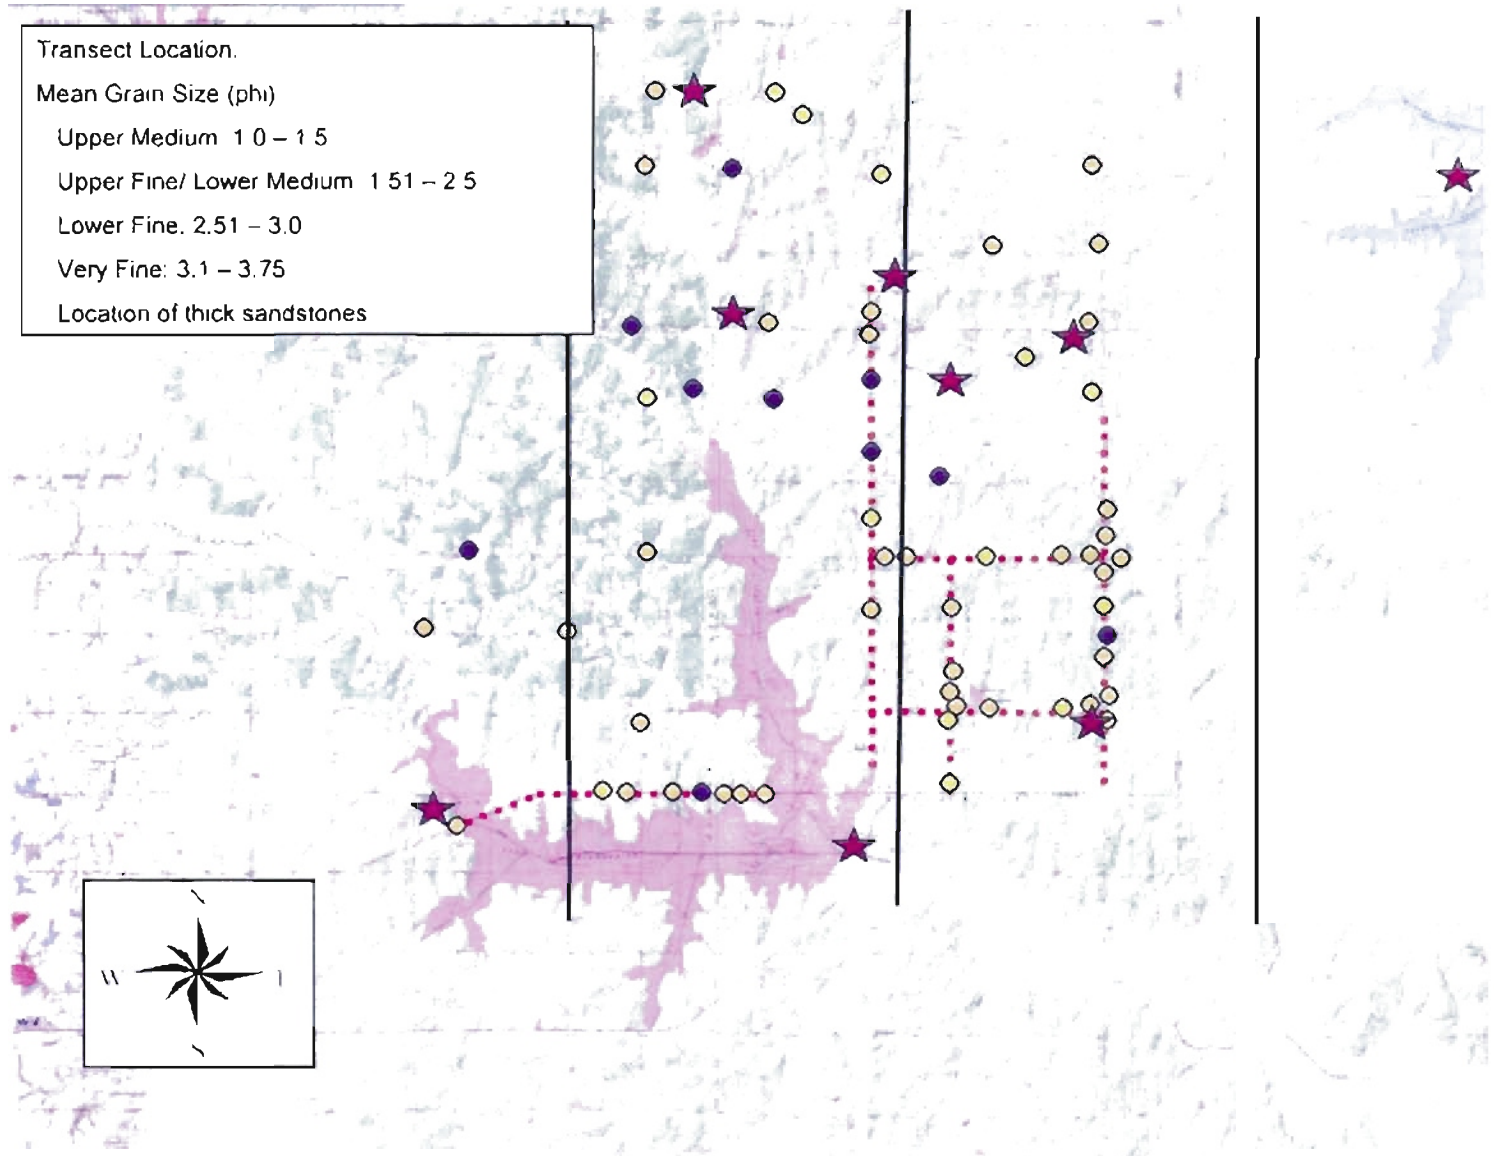 Transect Location.
Mean Grain Size (phi)
Upper Medium 1 0 – 1 5
Upper Fine/ Lower Medium 1 51 – 2 5
Lower Fine. 2.51 – 3.0
Very Fine: 3.1 – 3.75
Location of thick sandstones
W